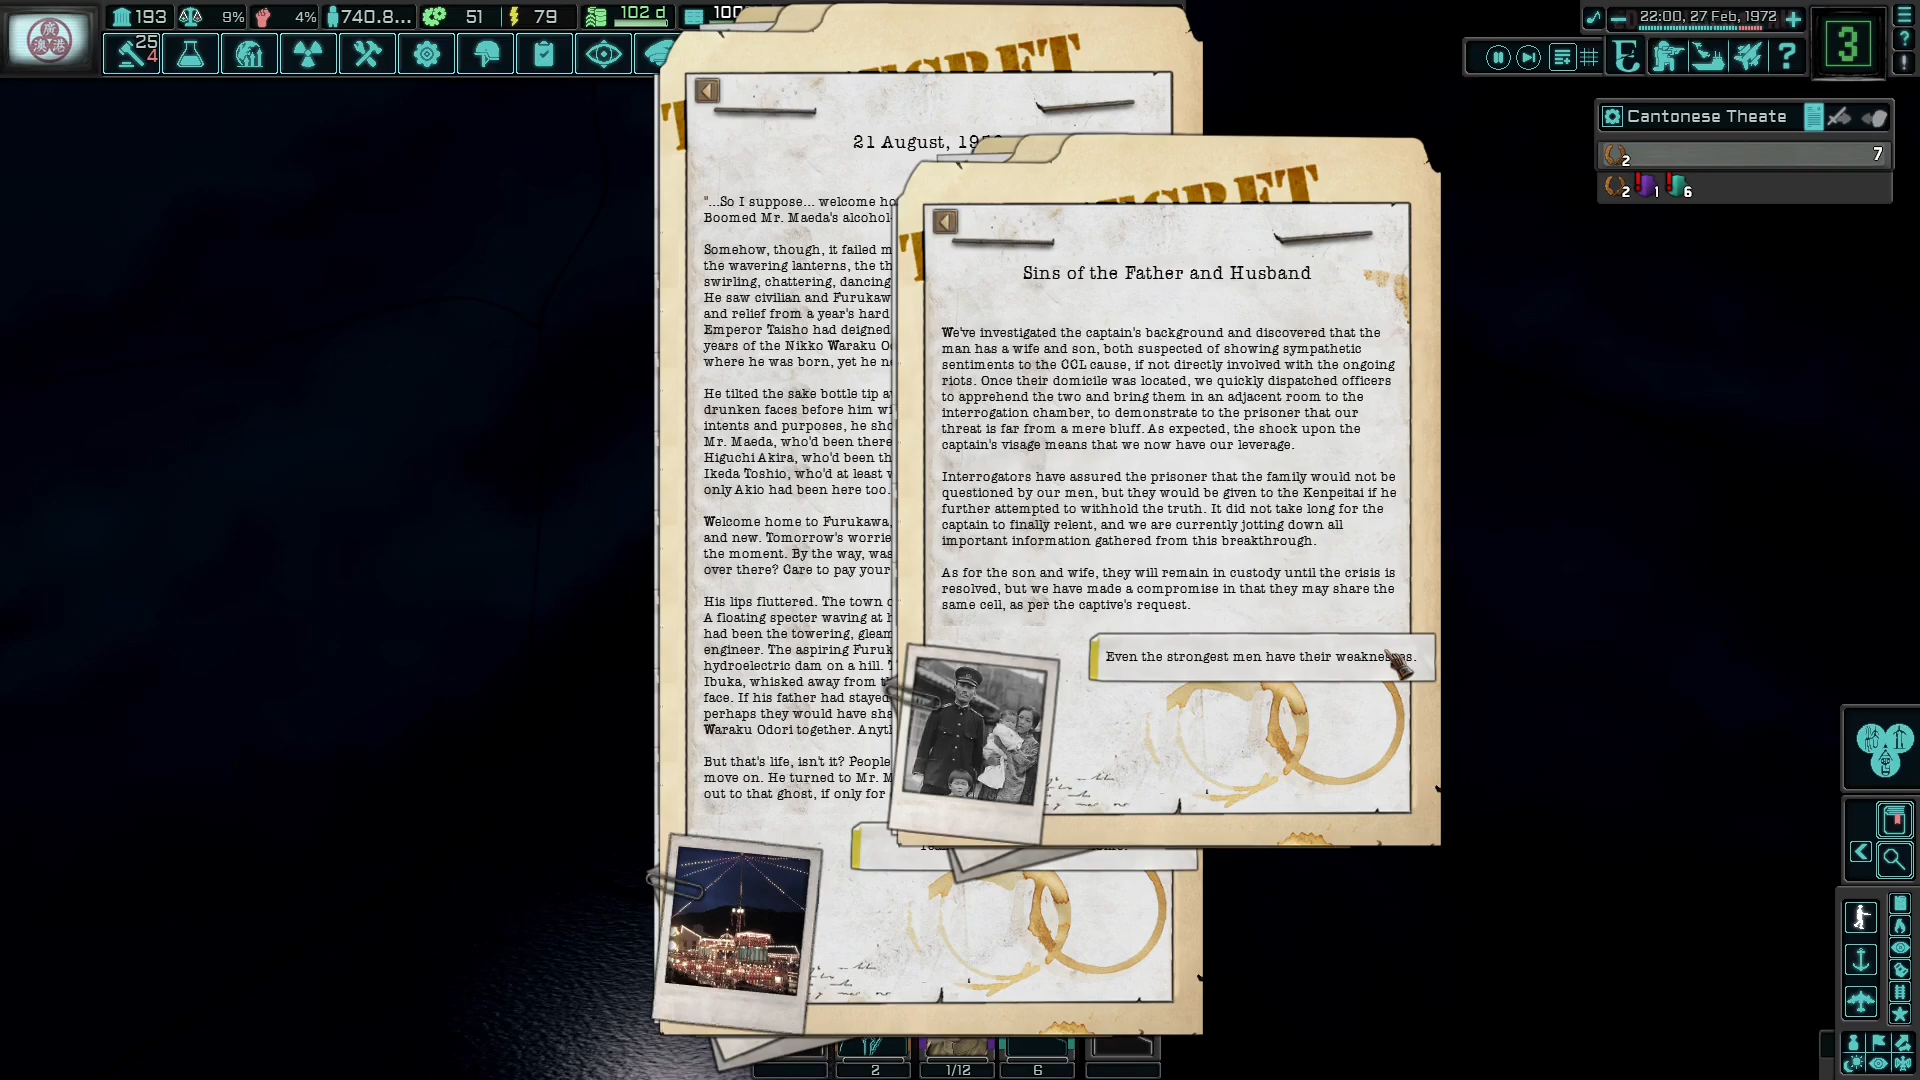 193
9%
4%
740.8...
51
79
102 d
100
25
4
22:00, 27 Feb, 1972
3
Cantonese Theate
2
7
2
1
6
SECRET
21 August, 19
"...So I suppose... welcome ho
Boomed Mr. Maeda's alcohol-
Somehow, though, it failed m
the wavering lanterns, the th
swirling, chattering, dancing
He saw civilian and Furukaw
and relief from a year's hard
Emperor Taisho had deigned
years of the Nikko Waraku O
where he was born, yet he n
He tilted the sake bottle tip a
drunken faces before him wi
intents and purposes, he sho
Mr. Maeda, who'd been there
Higuchi Akira, who'd been th
Ikeda Toshio, who'd at least v
only Akio had been here too.
Welcome home to Furukawa,
and new. Tomorrow's worrie
the moment. By the way, was
over there? Care to pay your
His lips fluttered. The town o
A floating specter waving at h
had been the towering, gleam
engineer. The aspiring Furuk
hydroelectric dam on a hill. T
Ibuka, whisked away from t
face. If his father had stayed
perhaps they would have sha
Waraku Odori together. Anyt
But that's life, isn't it? People
move on. He turned to Mr. M
out to that ghost, if only for
SECRET
Sins of the Father and Husband
We've investigated the captain's background and discovered that the
man has a wife and son, both suspected of showing sympathetic
sentiments to the CCL cause, if not directly involved with the ongoing
riots. Once their domicile was located, we quickly dispatched officers
to apprehend the two and bring them in an adjacent room to the
interrogation chamber, to demonstrate to the prisoner that our
threat is far from a mere bluff. As expected, the shock upon the
captain's visage means that we now have our leverage.
Interrogators have assured the prisoner that the family would not be
questioned by our men, but they would be given to the Kenpeitai if he
further attempted to withhold the truth. It did not take long for the
captain to finally relent, and we are currently jotting down all
important information gathered from this breakthrough.
As for the son and wife, they will remain in custody until the crisis is
resolved, but we have made a compromise in that they may share the
same cell, as per the captive's request.
Even the strongest men have their weaknesses.
2
1/12
6